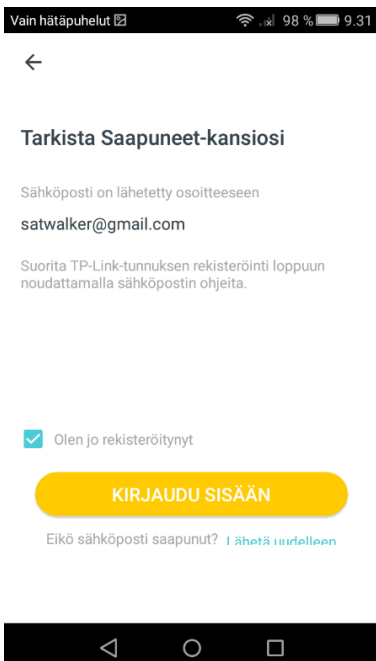 Vain hätäpuhelut 98 % 9.31
Tarkista Saapuneet-kansiosi
Sähköposti on lähetetty osoitteeseen
satwalker@gmail.com
Suorita TP-Link-tunnuksen rekisteröinti loppuun
noudattamalla sähköpostin ohjeita.
Olen jo rekisteröitynyt
KIRJAUDU SISÄÄN
Eikö sähköposti saapunut? Lähetä uudelleen